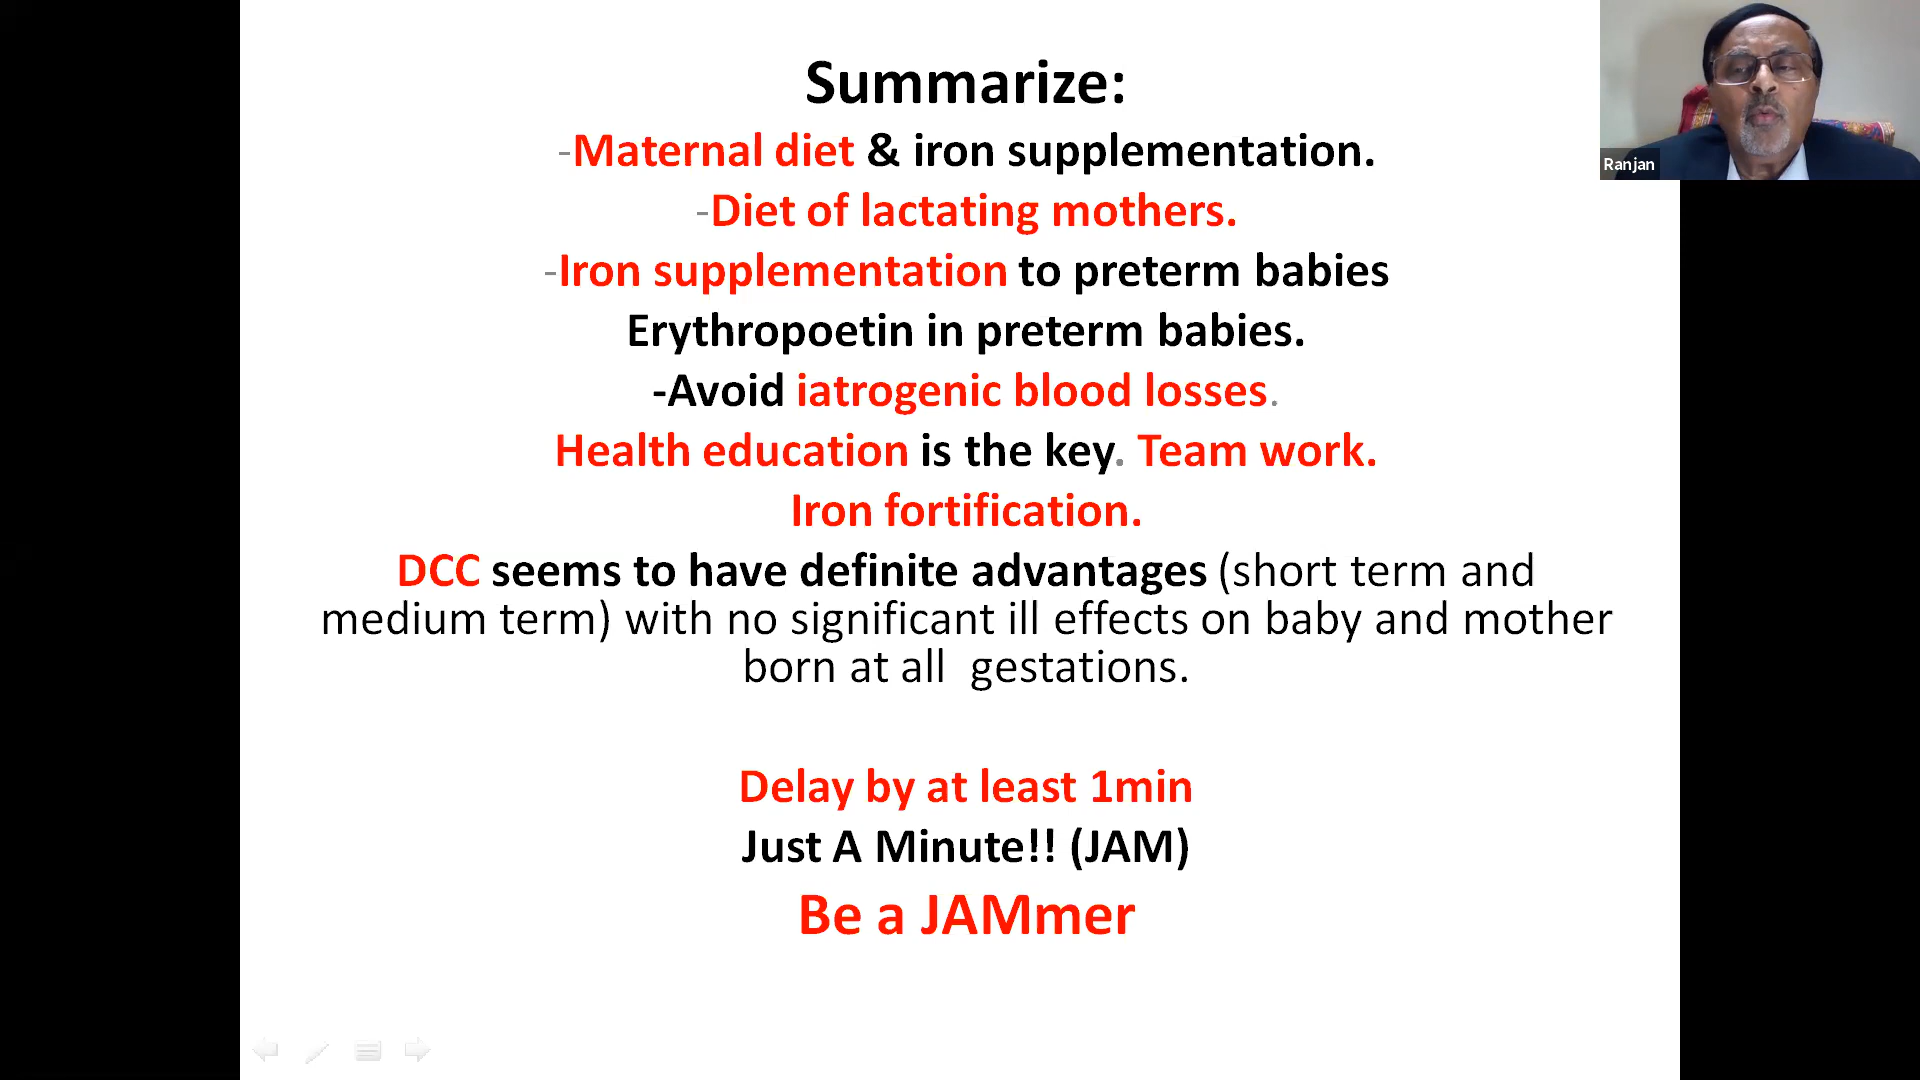 Summarize:
-Maternal diet & iron supplementation.
-Diet of lactating mothers.
-Iron supplementation to preterm babies
Erythropoetin in preterm babies.
-Avoid iatrogenic blood losses.
Health education is the key. Team work.
Iron fortification.
DCC seems to have definite advantages (short term and
medium term) with no significant ill effects on baby and mother
born at all  gestations.
Delay by at least 1min
Just A Minute!! (JAM)
Be a JAMmer
Ranjan